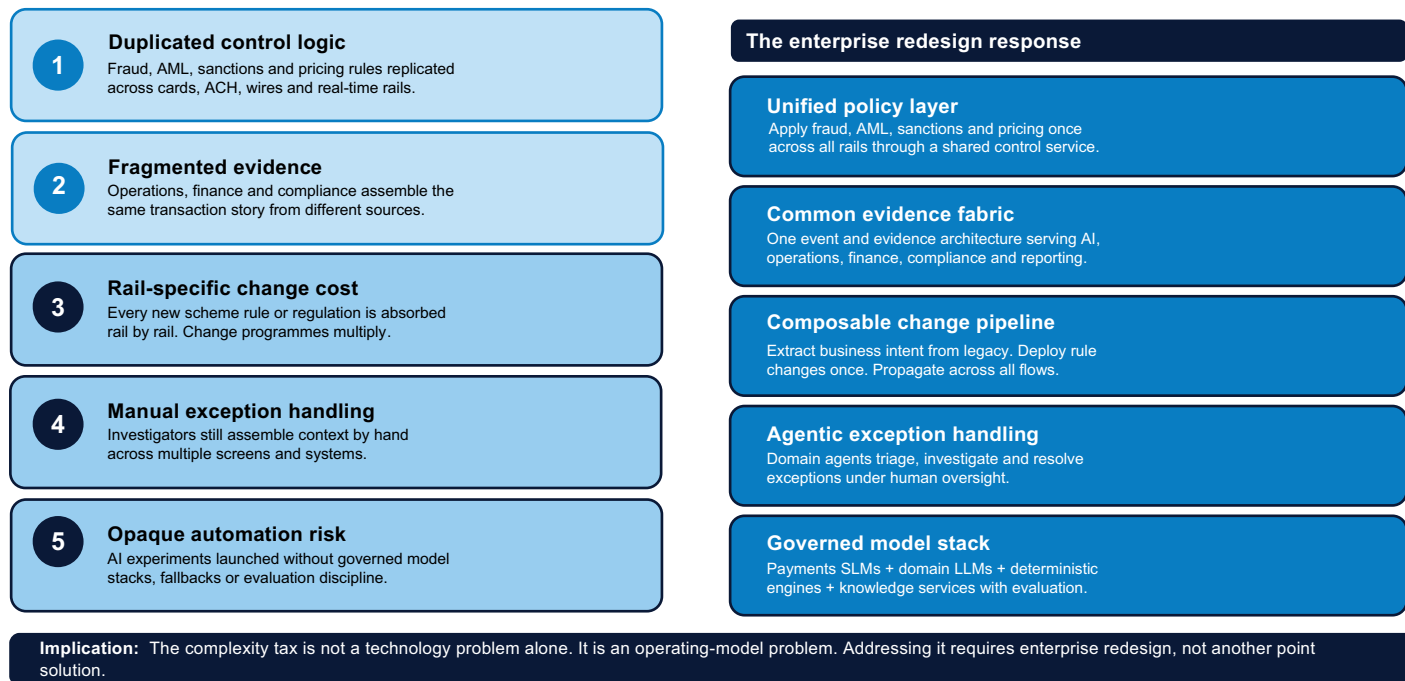 1
Duplicated control logic
Fraud, AML, sanctions and pricing rules replicated
across cards, ACH, wires and real-time rails.
2
Fragmented evidence
Operations, finance and compliance assemble the
same transaction story from different sources.
3
Rail-specific change cost
Every new scheme rule or regulation is absorbed
rail by rail. Change programmes multiply.
4
Manual exception handling
Investigators still assemble context by hand
across multiple screens and systems.
5
Opaque automation risk
AI experiments launched without governed model
stacks, fallbacks or evaluation discipline.
The enterprise redesign response
Unified policy layer
Apply fraud, AML, sanctions and pricing once
across all rails through a shared control service.
Common evidence fabric
One event and evidence architecture serving AI,
operations, finance, compliance and reporting.
Composable change pipeline
Extract business intent from legacy. Deploy rule
changes once. Propagate across all flows.
Agentic exception handling
Domain agents triage, investigate and resolve
exceptions under human oversight.
Governed model stack
Payments SLMs + domain LLMs + deterministic
engines + knowledge services with evaluation.
Implication: The complexity tax is not a technology problem alone. It is an operating-model problem. Addressing it requires enterprise redesign, not another point
solution.